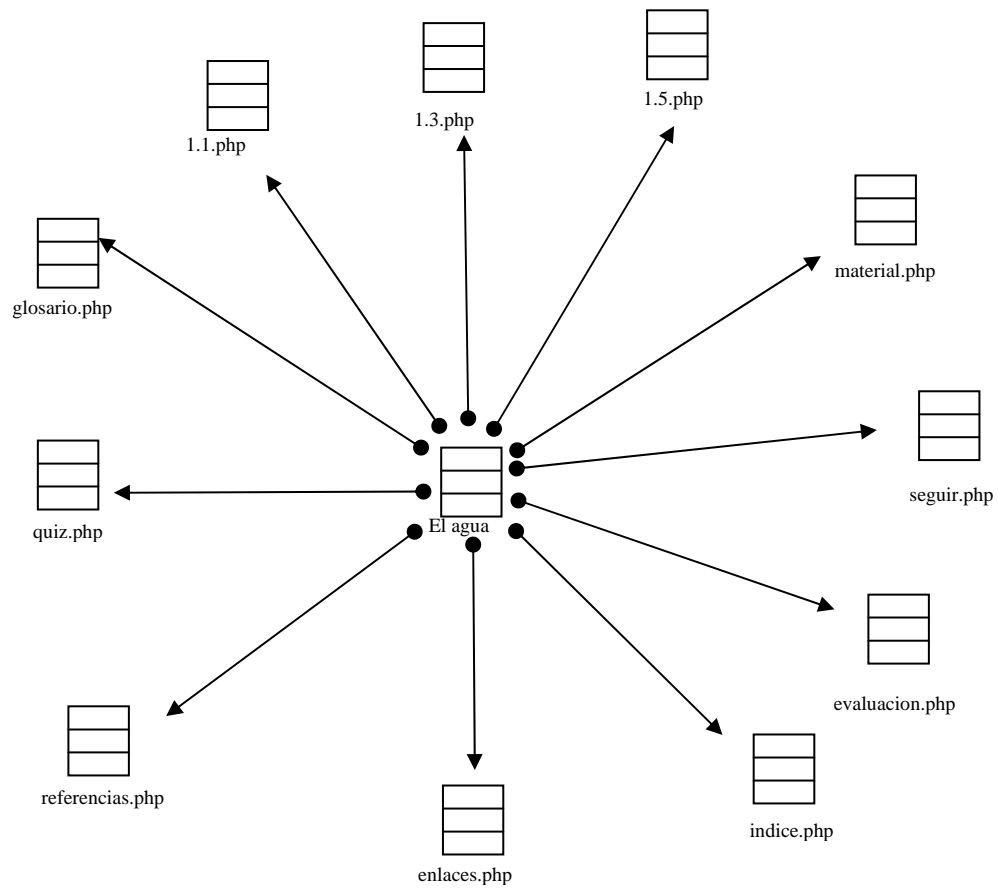 1.5.php
1.3.php
1.1.php
material.php
glosario.php
seguir.php
El agua
quiz.php
evaluacion.php
referencias.php
indice.php
enlaces.php